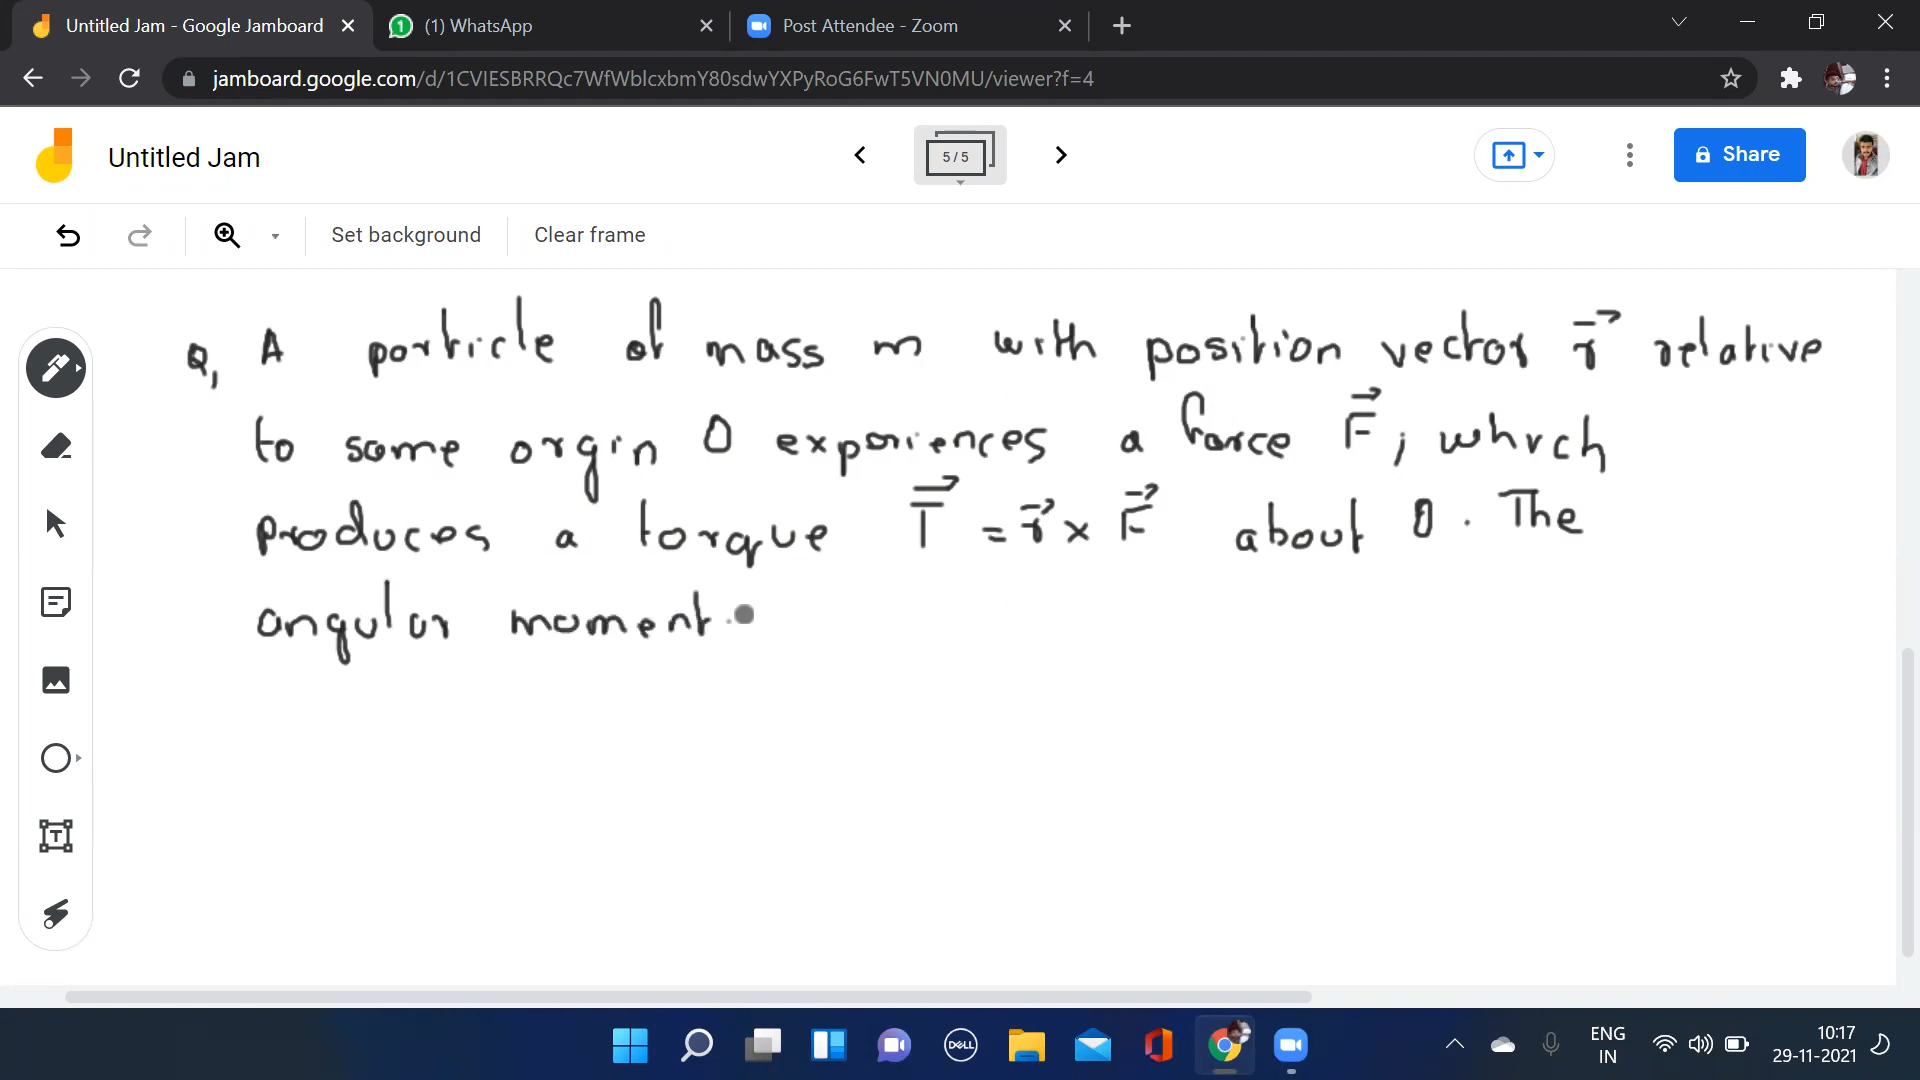 Untitled Jam - Google Jamboard
(1) WhatsApp
Post Attendee - Zoom
jamboard.google.com/d/1CVIESBRRQc7WfWblcxbmY80sdwYXPyRoG6FwT5VN0MU/viewer?f=4
Untitled Jam
5 / 5
Share
Set background
Clear frame
Q, A particle of mass m with position vector r⃗ relative
to some orgin O experiences a force F⃗, which
produces a torque T⃗ = r⃗ × F⃗ about O. The
angular moment
DELL
ENG
IN
10:17
29-11-2021